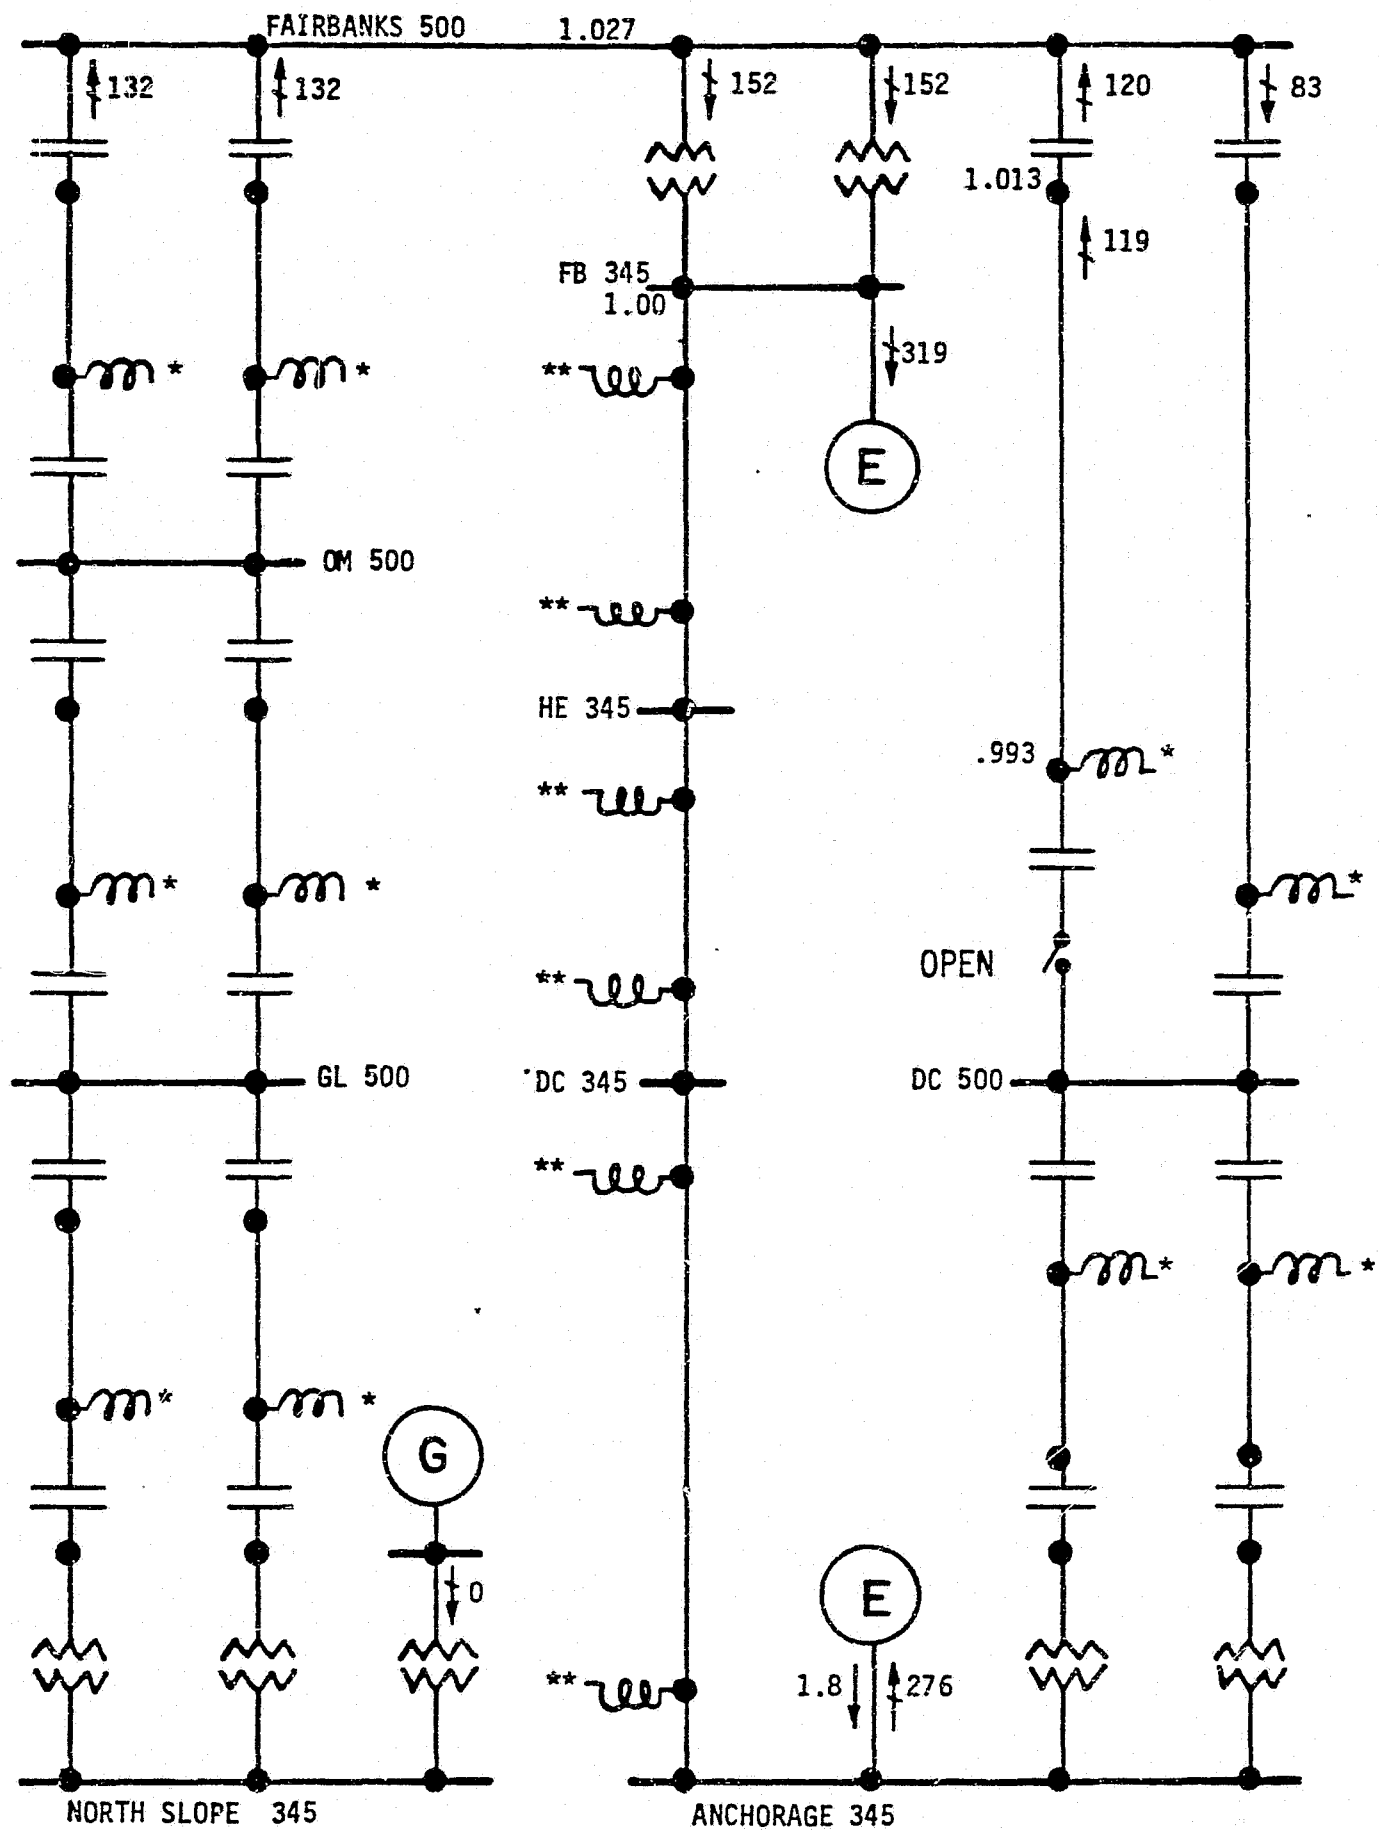 FAIRBANKS 500 1.027
132 132 152 152 120 83
1.013
119
FB 345
1.00
319
* * **
E
OM 500
**
HE 345
.993 *
**
* * *
OPEN
**
GL 500 DC 345 DC 500
**
* *
* *
G
E
0
** 1.8 276
NORTH SLOPE 345 ANCHORAGE 345